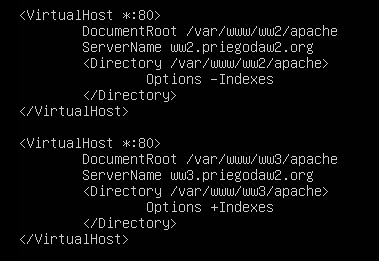 <VirtualHost *:80>
DocumentRoot /var/www/ww2/apache
ServerName ww2.priegodaw2.org
<Directory /var/www/ww2/apache>
Options -Indexes
</Directory>
</VirtualHost>
<VirtualHost *:80>
DocumentRoot /var/www/ww3/apache
ServerName ww3.priegodaw2.org
<Directory /var/www/ww3/apache>
Options +Indexes
</Directory>
</VirtualHost>